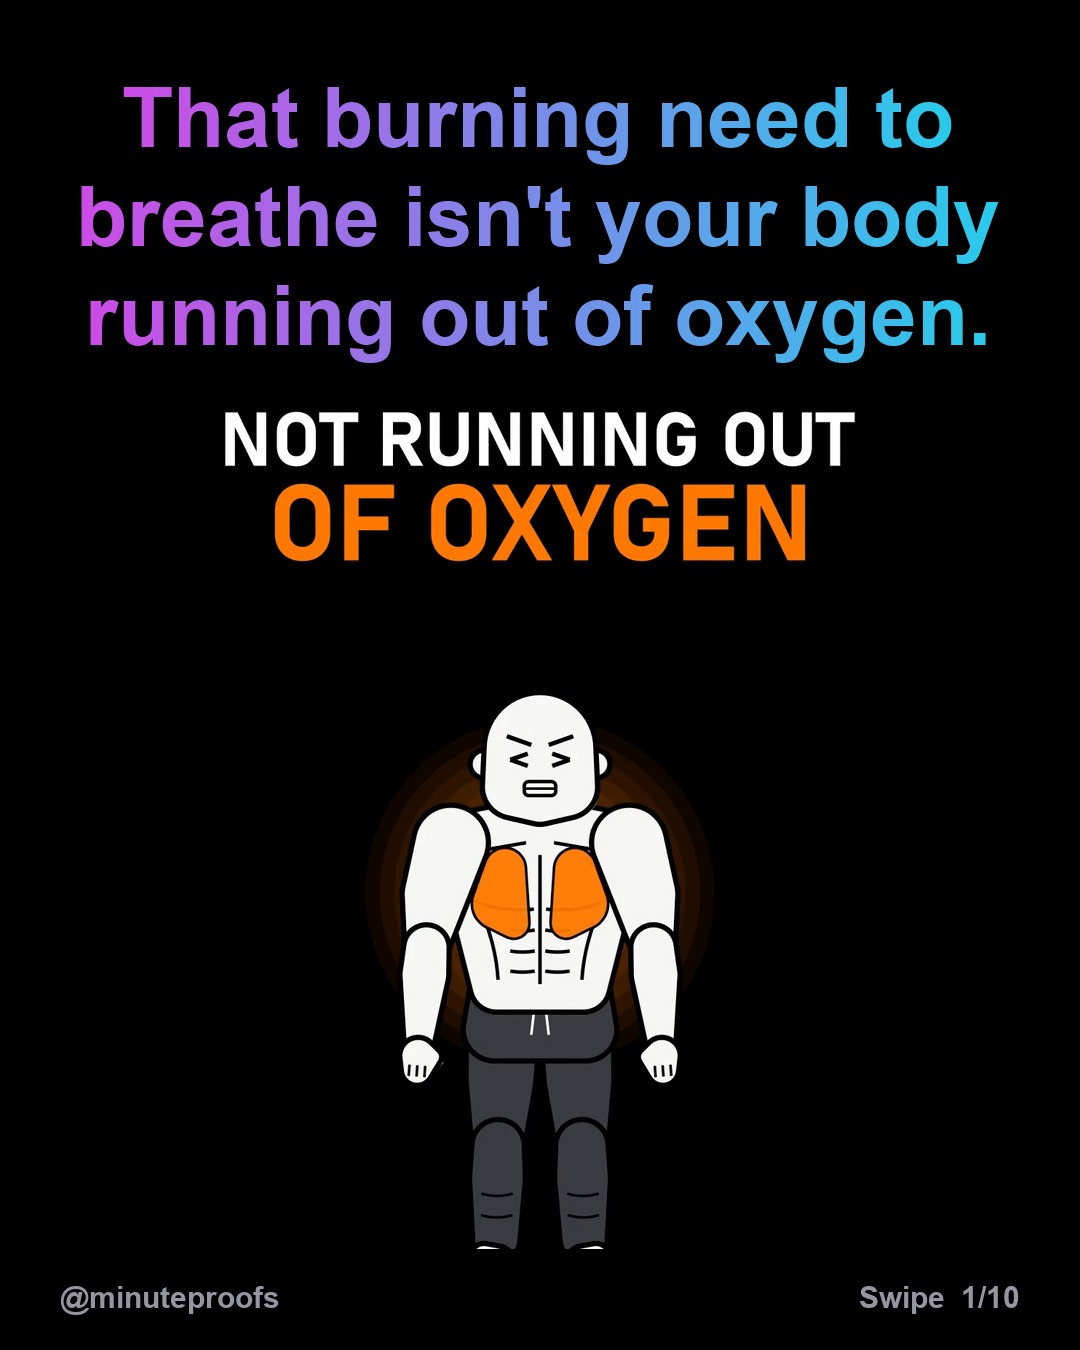 That burning need to
breathe isn't your body
running out of oxygen.
NOT RUNNING OUT
OF OXYGEN
@minuteproofs
Swipe 1/10